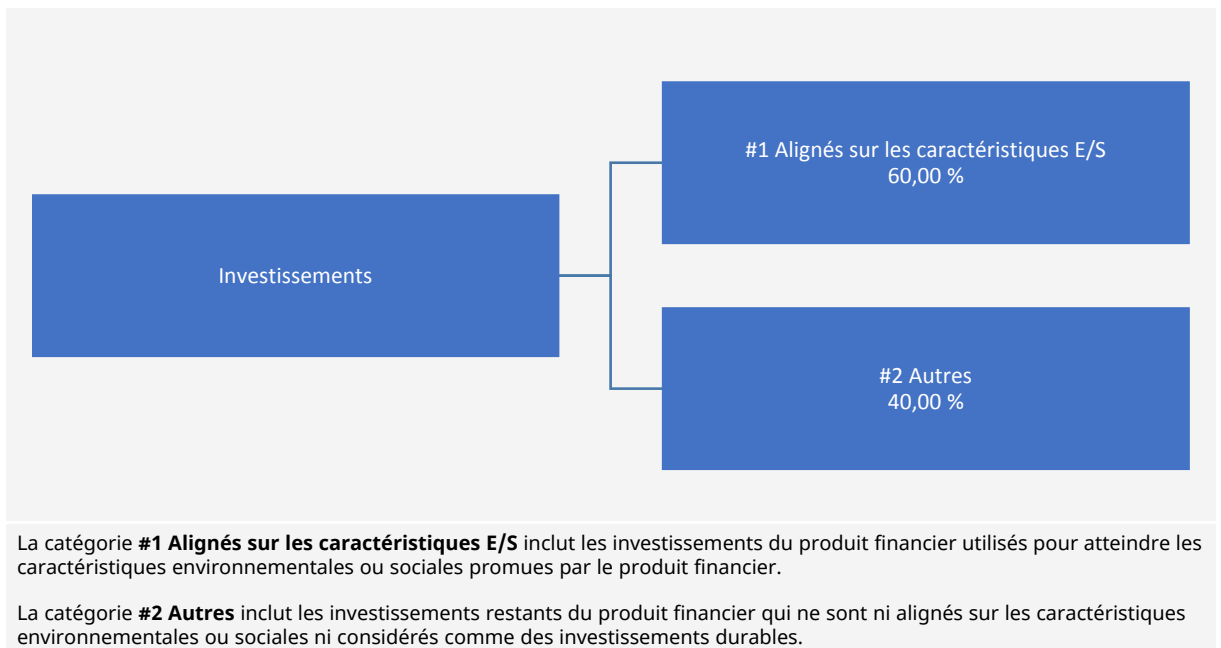 #1 Alignés sur les caractéristiques E/S
60,00 %
Investissements
#2 Autres
40,00 %
La catégorie #1 Alignés sur les caractéristiques E/S inclut les investissements du produit financier utilisés pour atteindre les
caractéristiques environnementales ou sociales promues par le produit financier.
La catégorie #2 Autres inclut les investissements restants du produit financier qui ne sont ni alignés sur les caractéristiques
environnementales ou sociales ni considérés comme des investissements durables.